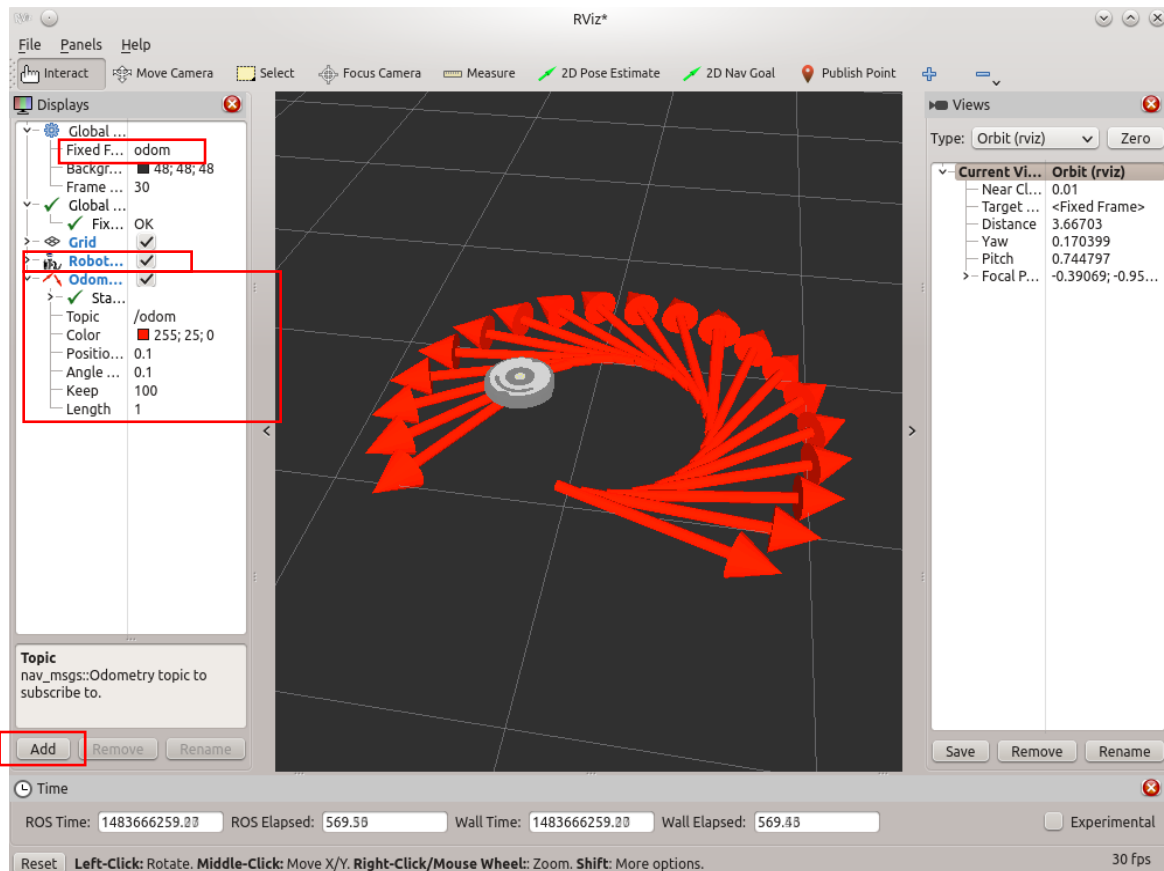 RViz*
File Panels Help
Interact Move Camera Select Focus Camera Measure 2D Pose Estimate 2D Nav Goal Publish Point
Displays
Global ...
Fixed F... odom
Backgr... 48; 48; 48
Frame ... 30
Global ...
Fix... OK
Grid
Robot...
Odom...
Sta...
Topic /odom
Color 255; 25; 0
Positio... 0.1
Angle ... 0.1
Keep 100
Length 1
Topic
nav_msgs::Odometry topic to
subscribe to.
Add Remove Rename
Views
Type: Orbit (rviz) Zero
Current Vi... Orbit (rviz)
Near Cl... 0.01
Target ... <Fixed Frame>
Distance 3.66703
Yaw 0.170399
Pitch 0.744797
Focal P... -0.39069; -0.95...
Save Remove Rename
Time
ROS Time: ROS Elapsed: Wall Time: Wall Elapsed: Experimental
Reset Left-Click: Rotate. Middle-Click: Move X/Y. Right-Click/Mouse Wheel:: Zoom. Shift: More options. 30 fps